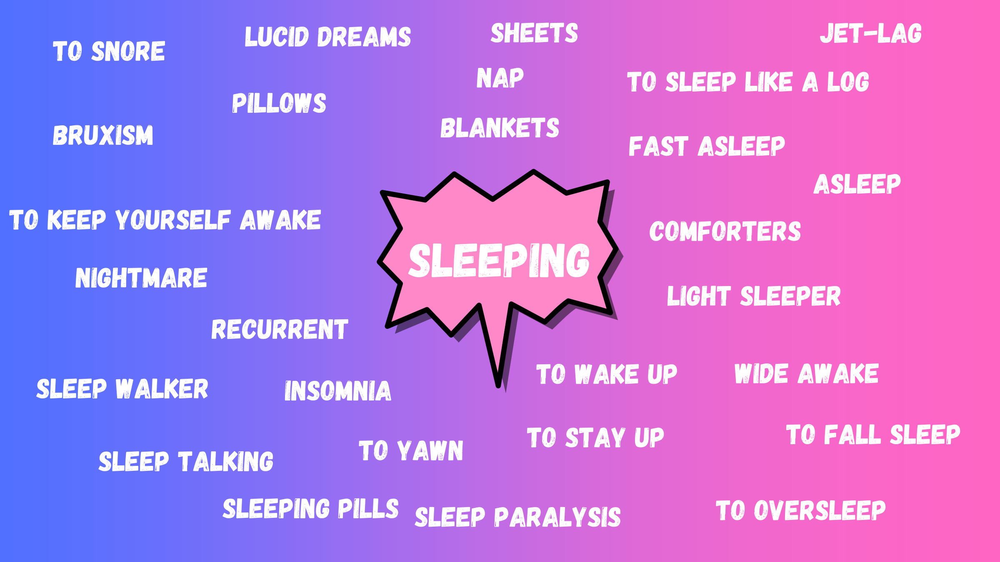 SHEETS
JET-LAG
LUCID DREAMS
TO SNORE
NAP
TO SLEEP LIKE A LOG
PILLOWS
BLANKETS
BRUXISM
FAST ASLEEP
ASLEEP
TO KEEP YOURSELF AWAKE
COMFORTERS
SLEEPING
NIGHTMARE
LIGHT SLEEPER
RECURRENT
TO WAKE UP
WIDE AWAKE
SLEEP WALKER
INSOMNIA
TO STAY UP
TO FALL SLEEP
TO YAWN
SLEEP TALKING
SLEEPING PILLS
SLEEP PARALYSIS
TO OVERSLEEP